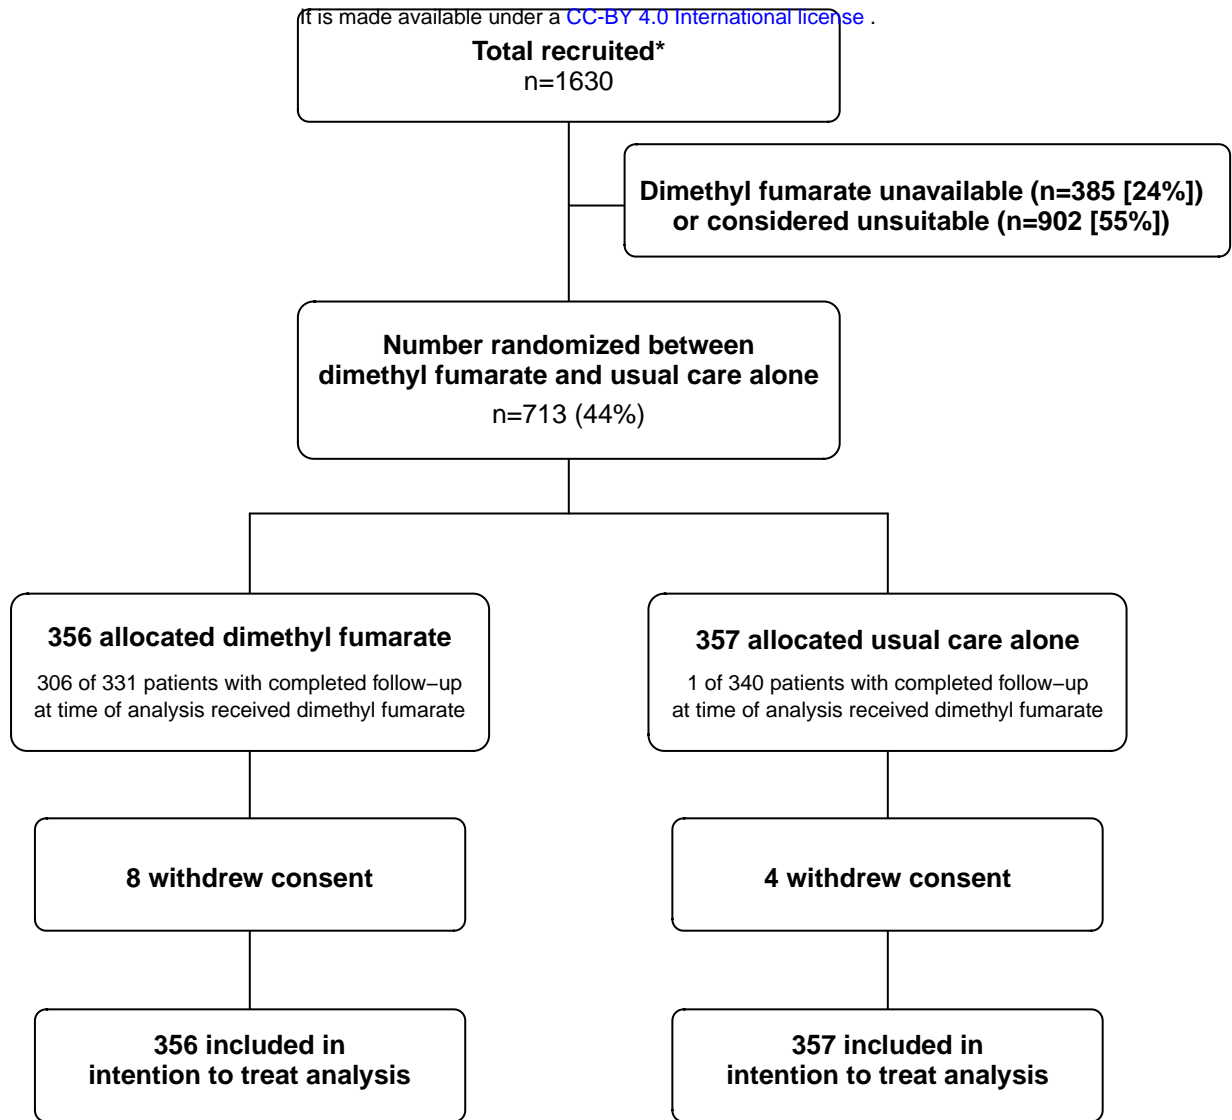 It is made available under a CC-BY 4.0 International license .
Total recruited*
n=1630
Dimethyl fumarate unavailable (n=385 [24%])
or considered unsuitable (n=902 [55%])
Number randomized between
dimethyl fumarate and usual care alone
n=713 (44%)
356 allocated dimethyl fumarate
306 of 331 patients with completed follow−up
at time of analysis received dimethyl fumarate
357 allocated usual care alone
1 of 340 patients with completed follow−up
at time of analysis received dimethyl fumarate
8 withdrew consent
4 withdrew consent
356 included in
intention to treat analysis
357 included in
intention to treat analysis